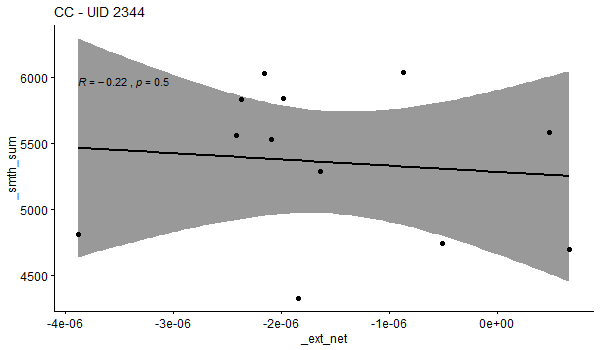 CC - UID 2344
R = − 0.22 , p = 0.5
_smth_sum
6000
5500
5000
4500
-4e-06 -3e-06 -2e-06 -1e-06 0e+00
_ext_net